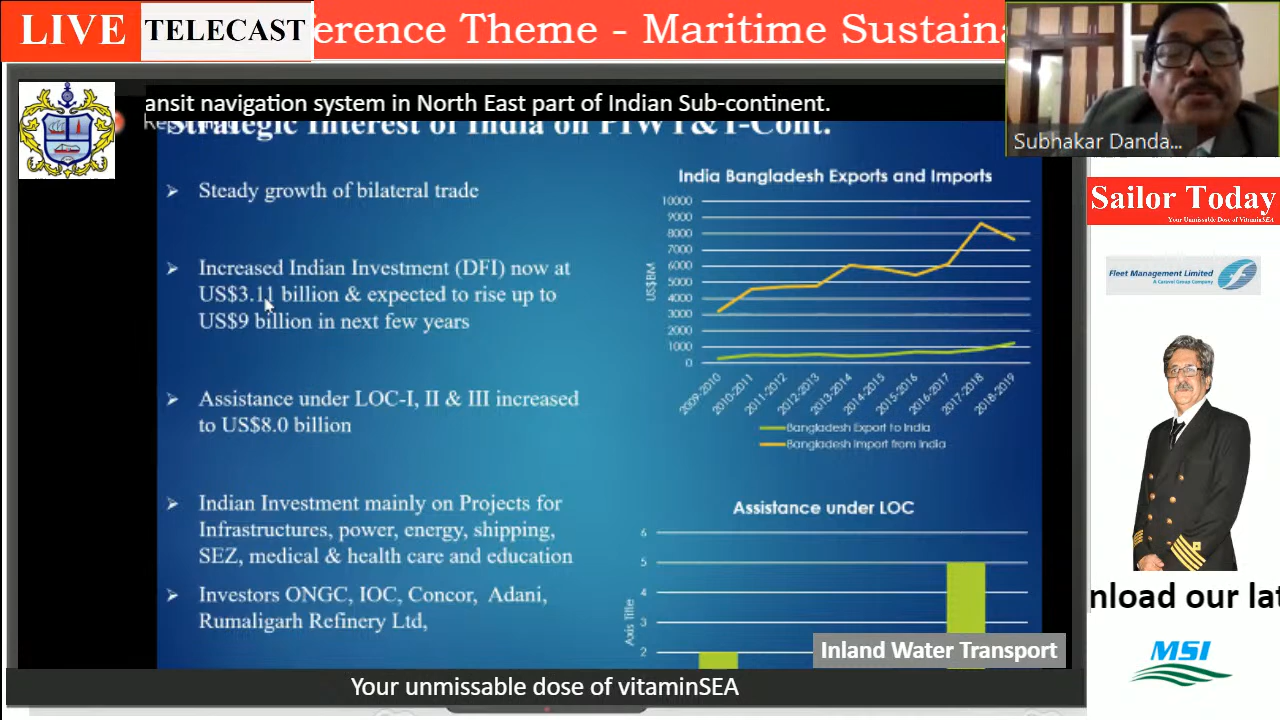 LIVE TELECAST
ference Theme - Maritime Sustaina
ansit navigation system in North East part of Indian Sub-continent.
Strategic Interest of India on PIWT&T-Cont.
Subhakar Danda...
Sailor Today
Your Unmissable Dose of VitaminSEA
Fleet Management Limited
A Caravel Group Company
➢ Steady growth of bilateral trade
➢ Increased Indian Investment (DFI) now at
US$3.11 billion & expected to rise up to
US$9 billion in next few years
➢ Assistance under LOC-I, II & III increased
to US$8.0 billion
➢ Indian Investment mainly on Projects for
Infrastructures, power, energy, shipping,
SEZ, medical & health care and education
➢ Investors ONGC, IOC, Concor, Adani,
Rumaligarh Refinery Ltd,
India Bangladesh Exports and Imports
US$BM
10000
9000
8000
7000
6000
5000
4000
3000
2000
1000
0
2009-2010
2010-2011
2011-2012
2012-2013
2013-2014
2014-2015
2015-2016
2016-2017
2017-2018
2018-2019
Bangladesh Export to India
Bangladesh Import from India
Assistance under LOC
Axis Title
6
5
4
3
2
Inland Water Transport
nload our lat
MSI
Your unmissable dose of vitaminSEA